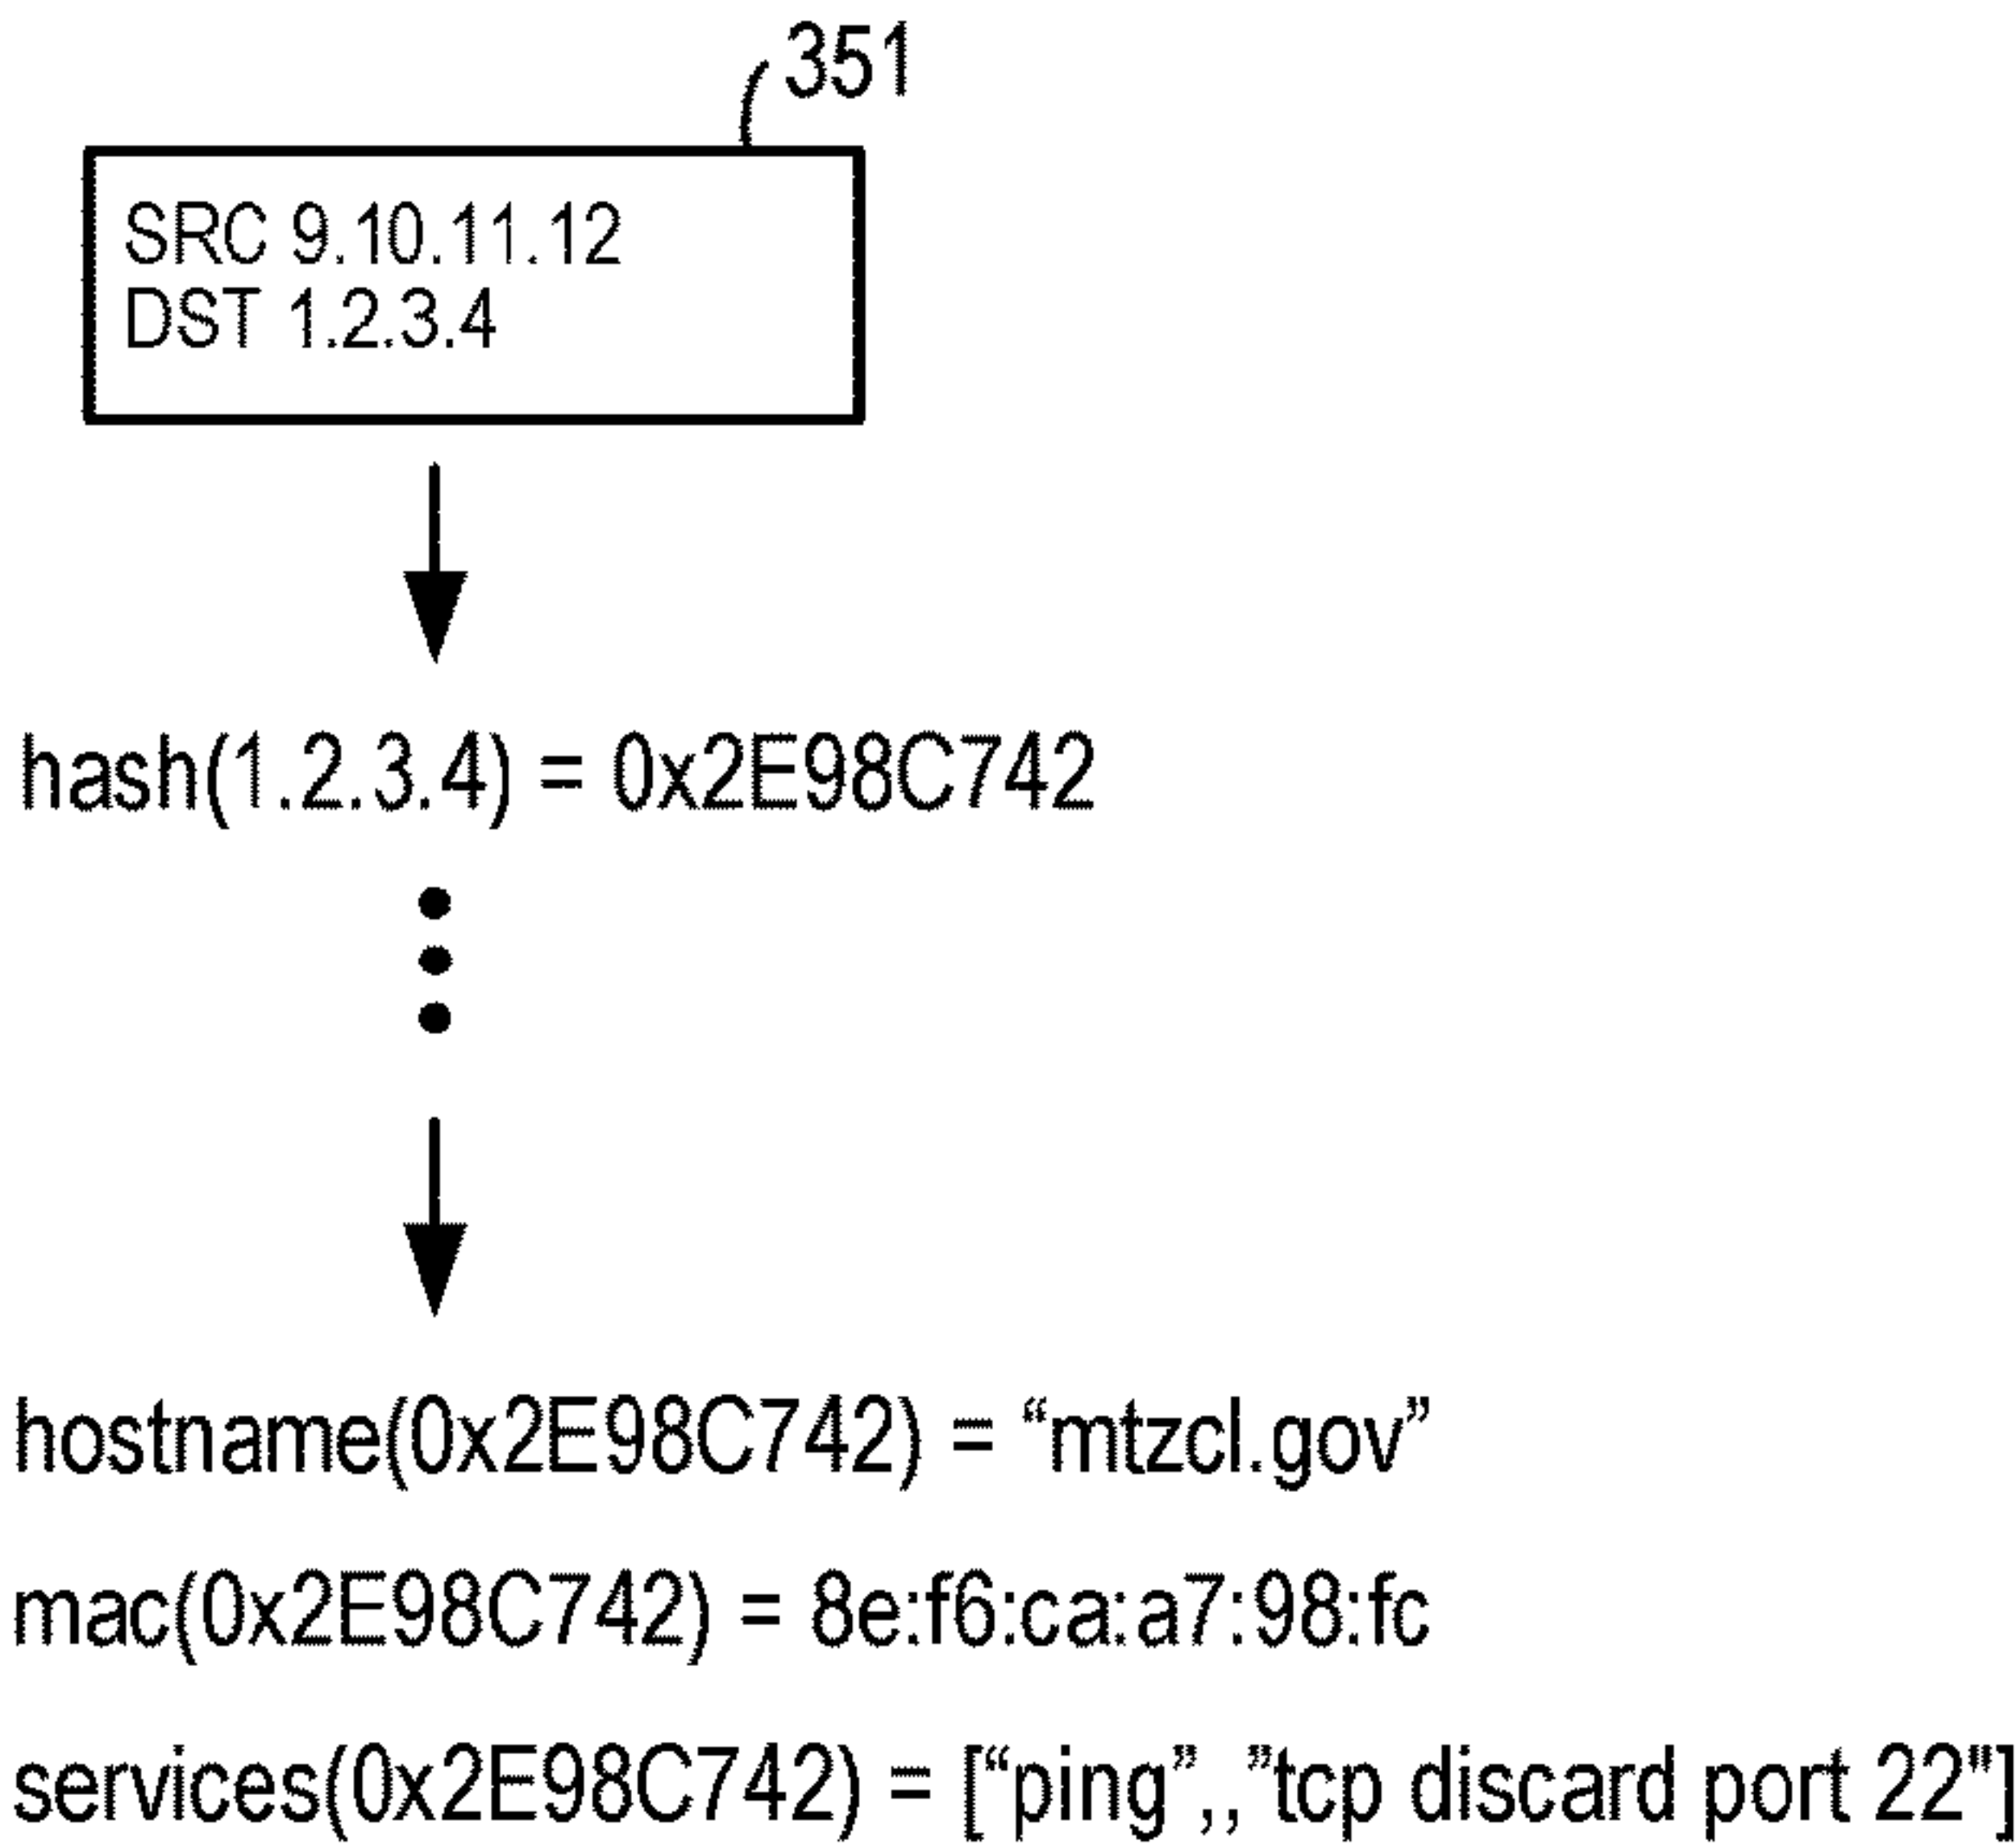 351
SRC 9.10.11.12
DST 1.2.3.4
hash(1.2.3.4) = 0x2E98C742
hostname(0x2E98C742) = “mtzcl.gov”
mac(0x2E98C742) = 8e:f6:ca:a7:98:fc
services(0x2E98C742) = [“ping”,,”tcp discard port 22”]